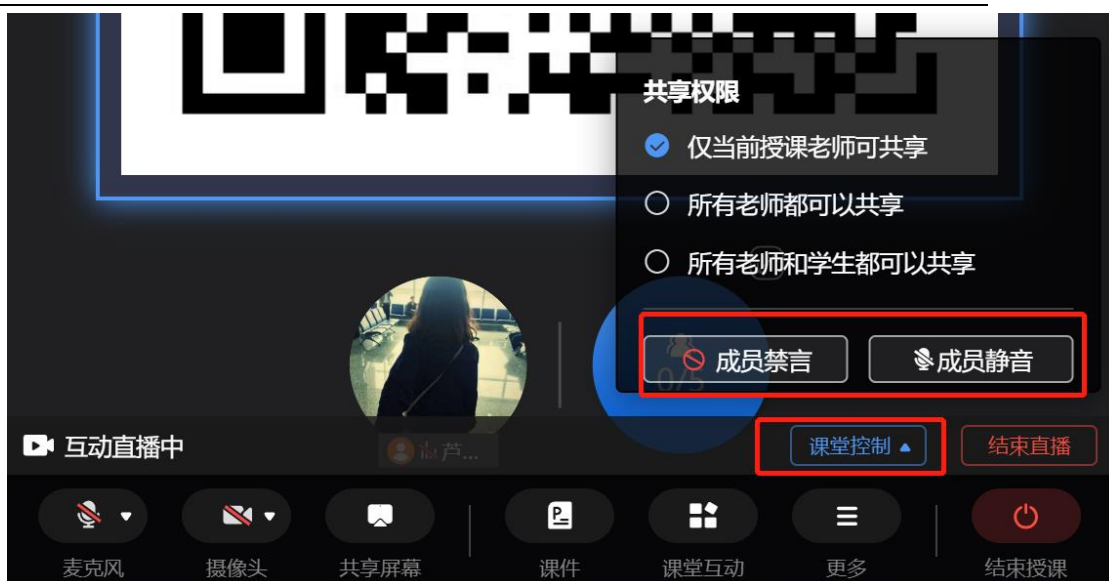 共享权限
仅当前授课老师可共享
所有老师都可以共享
所有老师和学生都可以共享
成员禁言
成员静音
0/5
互动直播中
芦...
课堂控制
结束直播
麦克风
摄像头
共享屏幕
课件
课堂互动
更多
结束授课